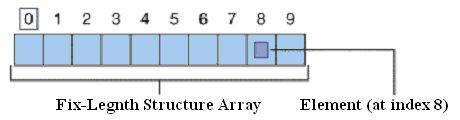 0 1 2 3 4 5 6 7 8 9
Fix-Legnth Structure Array Element (at index 8)